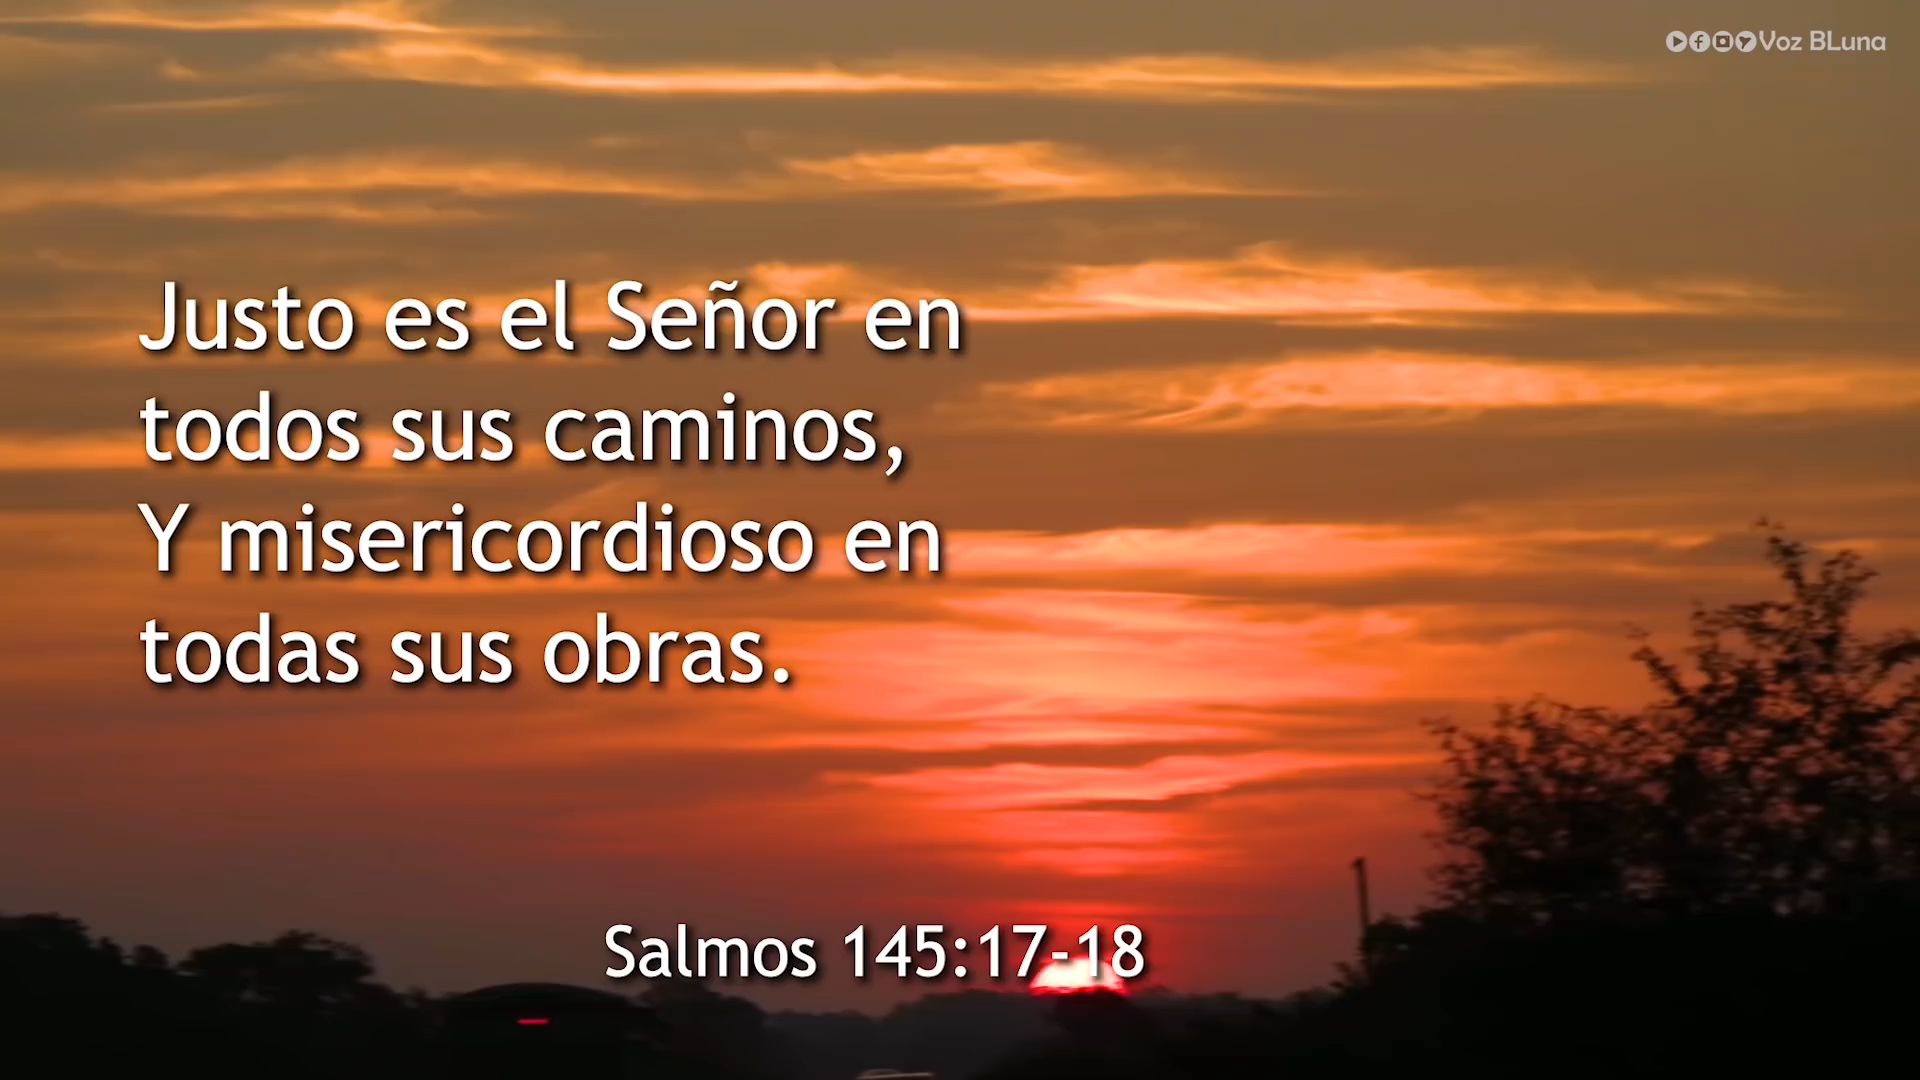 Voz BLuna
Justo es el Señor en
todos sus caminos,
Y misericordioso en
todas sus obras.
Salmos 145:17-18